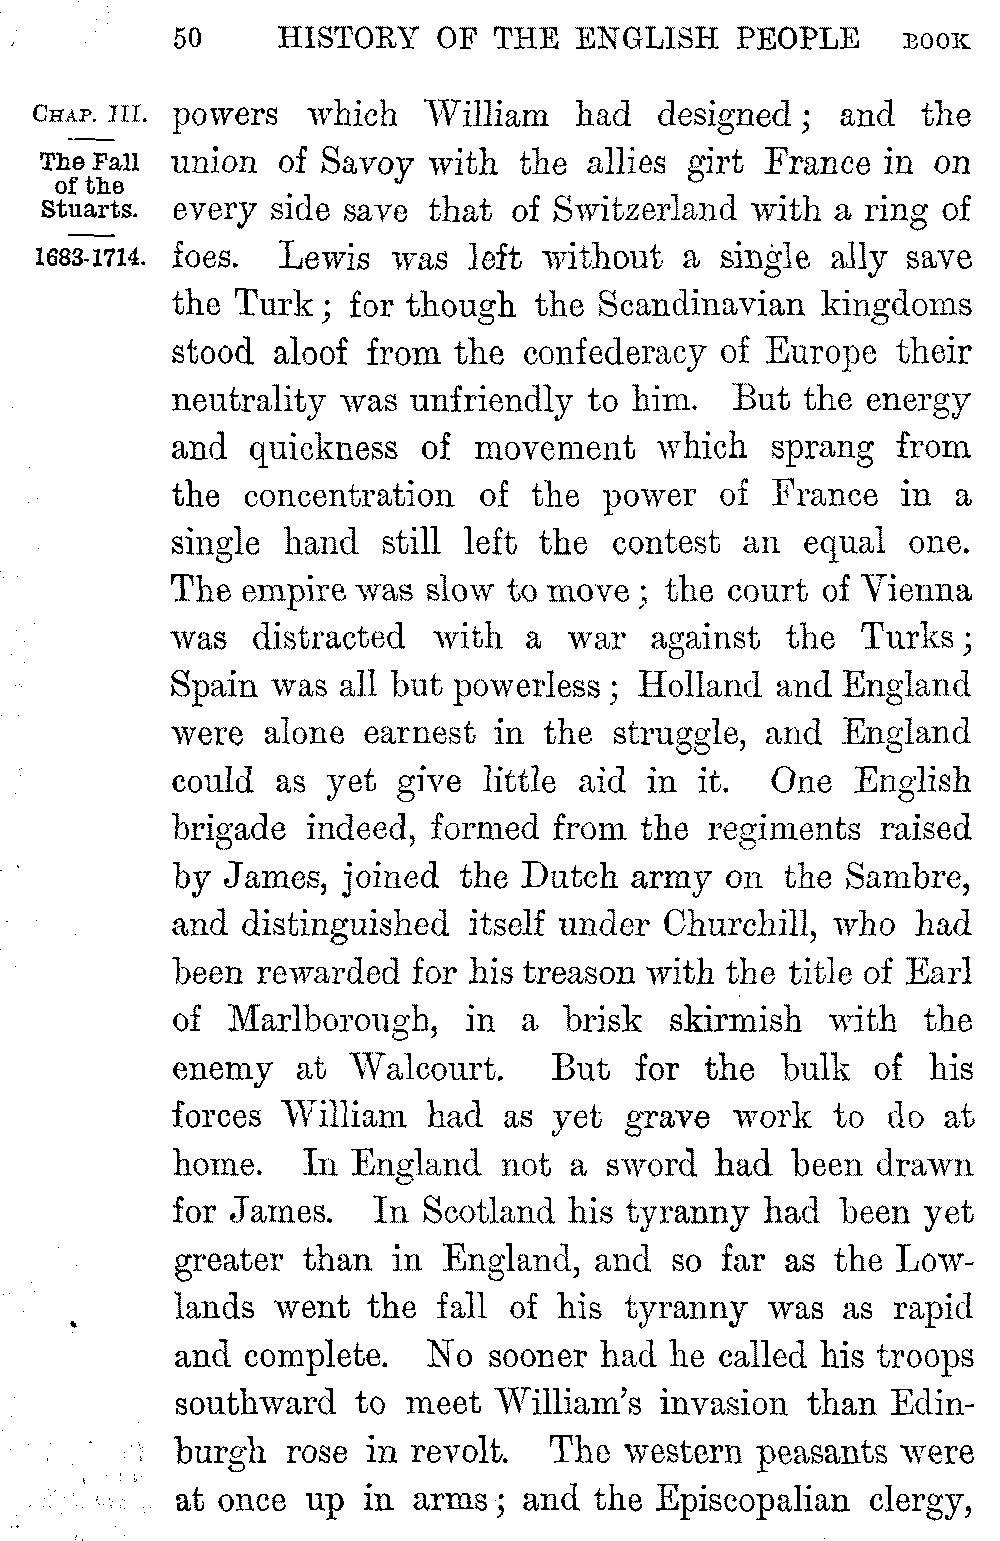 50 HISTORY OF THE ENGLISH PEOPLE BOOK
CHAP. III.
The Fall
of the
Stuarts.
1683-1714.
powers which William had designed; and the
union of Savoy with the allies girt France in on
every side save that of Switzerland with a ring of
foes. Lewis was left without a single ally save
the Turk; for though the Scandinavian kingdoms
stood aloof from the confederacy of Europe their
neutrality was unfriendly to him. But the energy
and quickness of movement which sprang from
the concentration of the power of France in a
single hand still left the contest an equal one.
The empire was slow to move; the court of Vienna
was distracted with a war against the Turks;
Spain was all but powerless; Holland and England
were alone earnest in the struggle, and England
could as yet give little aid in it. One English
brigade indeed, formed from the regiments raised
by James, joined the Dutch army on the Sambre,
and distinguished itself under Churchill, who had
been rewarded for his treason with the title of Earl
of Marlborough, in a brisk skirmish with the
enemy at Walcourt. But for the bulk of his
forces William had as yet grave work to do at
home. In England not a sword had been drawn
for James. In Scotland his tyranny had been yet
greater than in England, and so far as the Low-
lands went the fall of his tyranny was as rapid
and complete. No sooner had he called his troops
southward to meet William's invasion than Edin-
burgh rose in revolt. The western peasants were
at once up in arms; and the Episcopalian clergy,